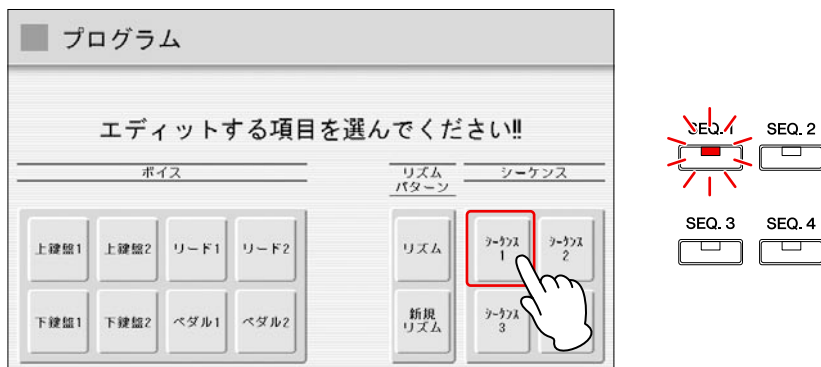 プログラム
エディットする項目を選んでください!!
ボイス
リズム
パターン
シーケンス
上鍵盤1 上鍵盤2 リード1 リード2
リズム
シーケンス
1
シーケンス
2
下鍵盤1 下鍵盤2 ペダル1 ペダル2
新規
リズム
シーケンス
3
SEQ. 1 SEQ. 2
SEQ. 3 SEQ. 4